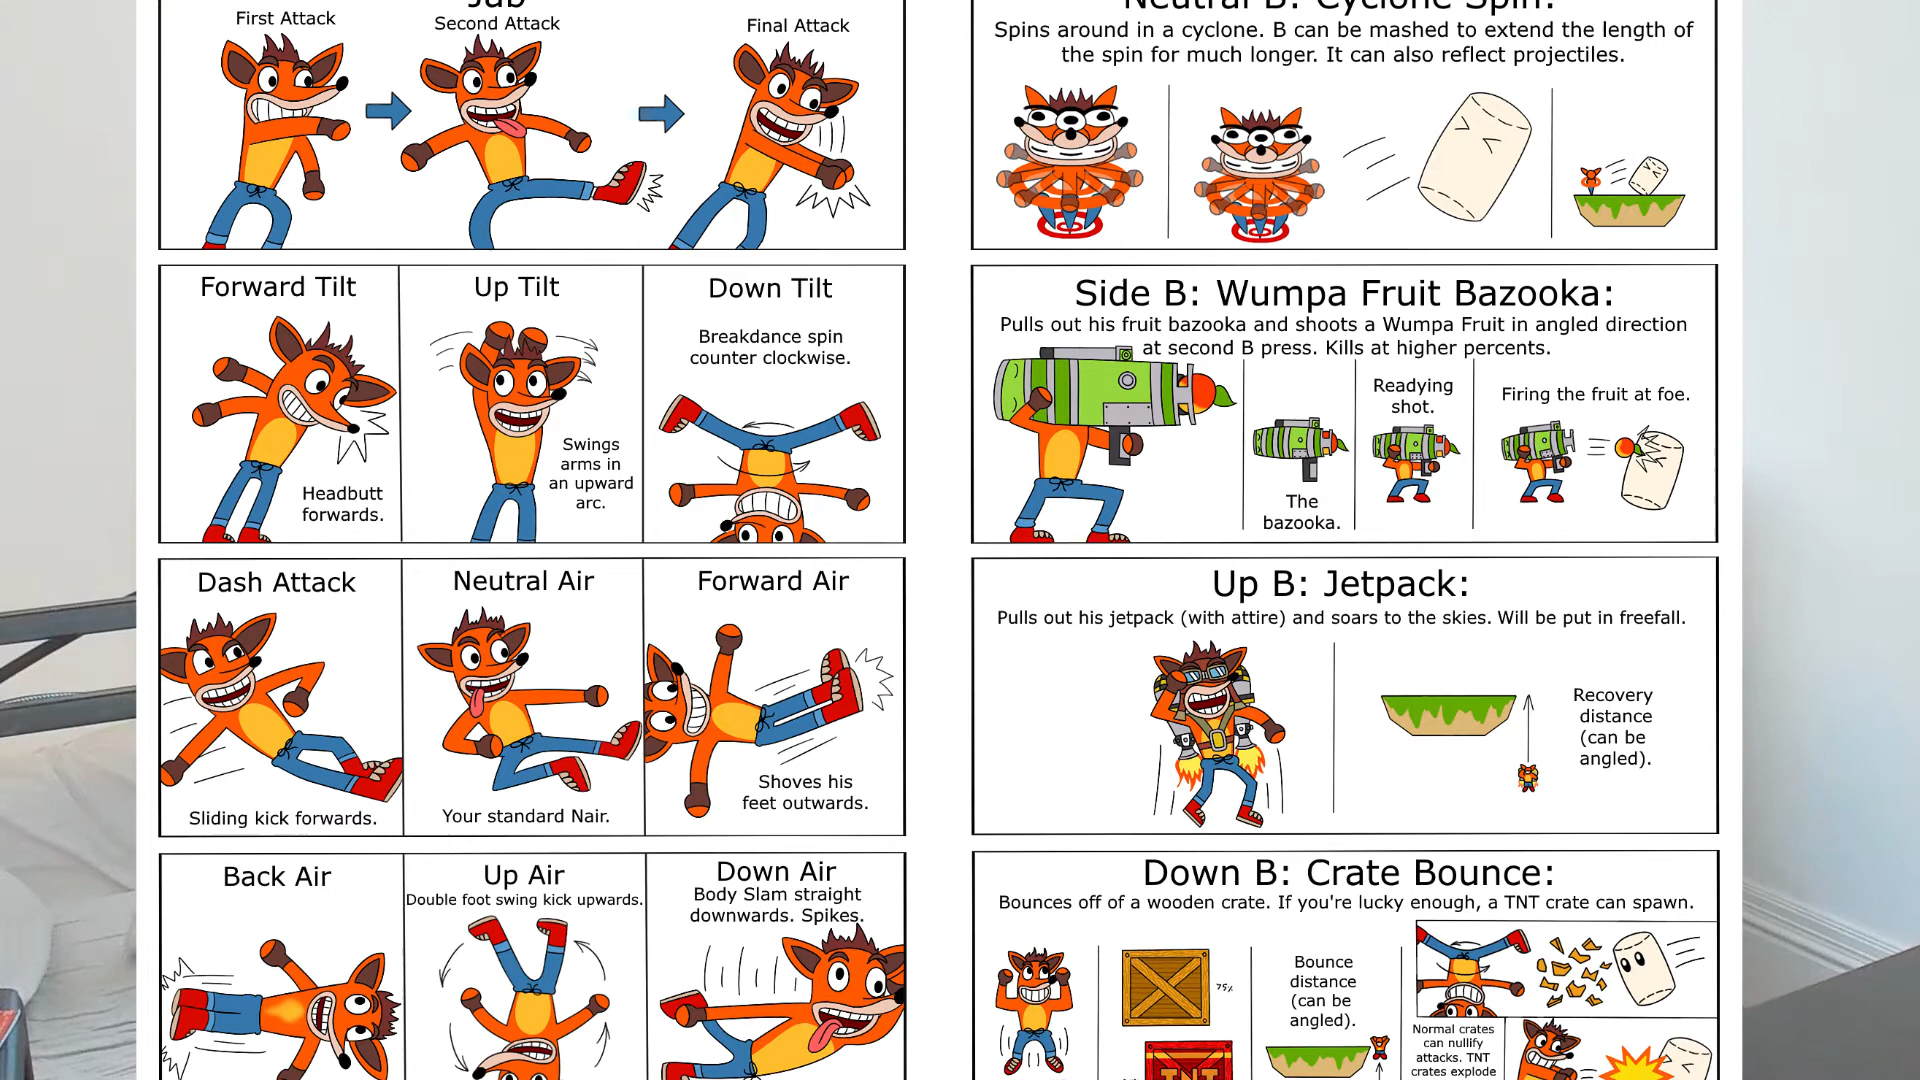 Jab
First Attack
Second Attack
Final Attack
Forward Tilt
Headbutt
forwards.
Up Tilt
Swings
arms in
an upward
arc.
Down Tilt
Breakdance spin
counter clockwise.
Dash Attack
Sliding kick forwards.
Neutral Air
Your standard Nair.
Forward Air
Shoves his
feet outwards.
Back Air
Up Air
Double foot swing kick upwards.
Down Air
Body Slam straight
downwards. Spikes.
Neutral B: Cyclone Spin:
Spins around in a cyclone. B can be mashed to extend the length of
the spin for much longer. It can also reflect projectiles.
Side B: Wumpa Fruit Bazooka:
Pulls out his fruit bazooka and shoots a Wumpa Fruit in angled direction
at second B press. Kills at higher percents.
The
bazooka.
Readying
shot.
Firing the fruit at foe.
Up B: Jetpack:
Pulls out his jetpack (with attire) and soars to the skies. Will be put in freefall.
Recovery
distance
(can be
angled).
Down B: Crate Bounce:
Bounces off of a wooden crate. If you're lucky enough, a TNT crate can spawn.
75%
TNT
Bounce
distance
(can be
angled).
Normal crates
can nullify
attacks. TNT
crates explode